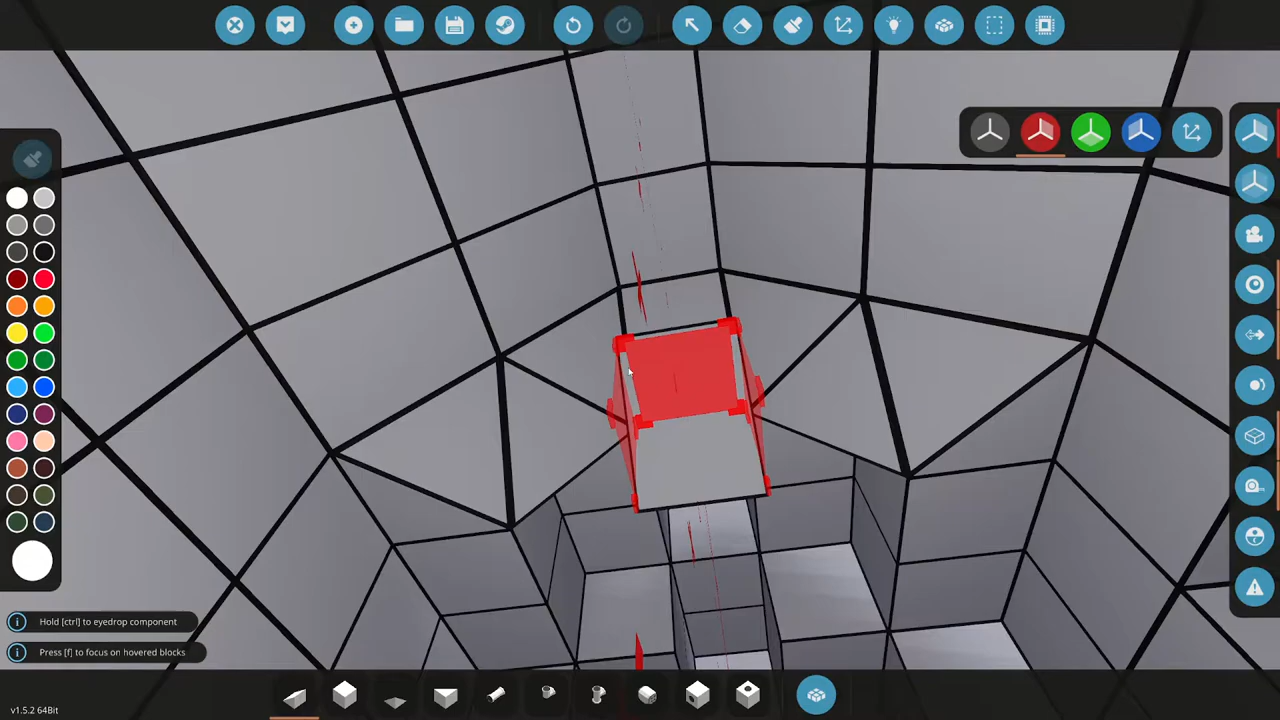 Hold [ctrl] to eyedrop component
Press [f] to focus on hovered blocks
v1.5.2 64Bit